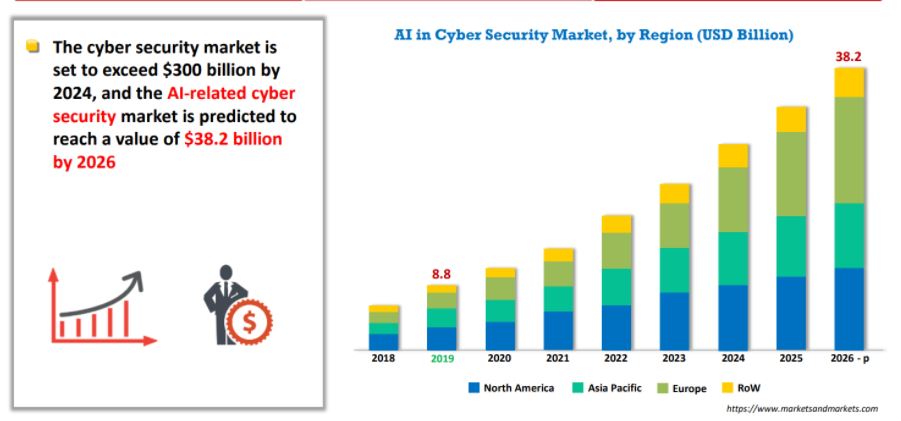 The cyber security market is
set to exceed $300 billion by
2024, and the AI-related cyber
security market is predicted to
reach a value of $38.2 billion
by 2026
$
AI in Cyber Security Market, by Region (USD Billion)
38.2
8.8
2018 2019 2020 2021 2022 2023 2024 2025 2026 - p
North America Asia Pacific Europe RoW
https://www.marketsandmarkets.com